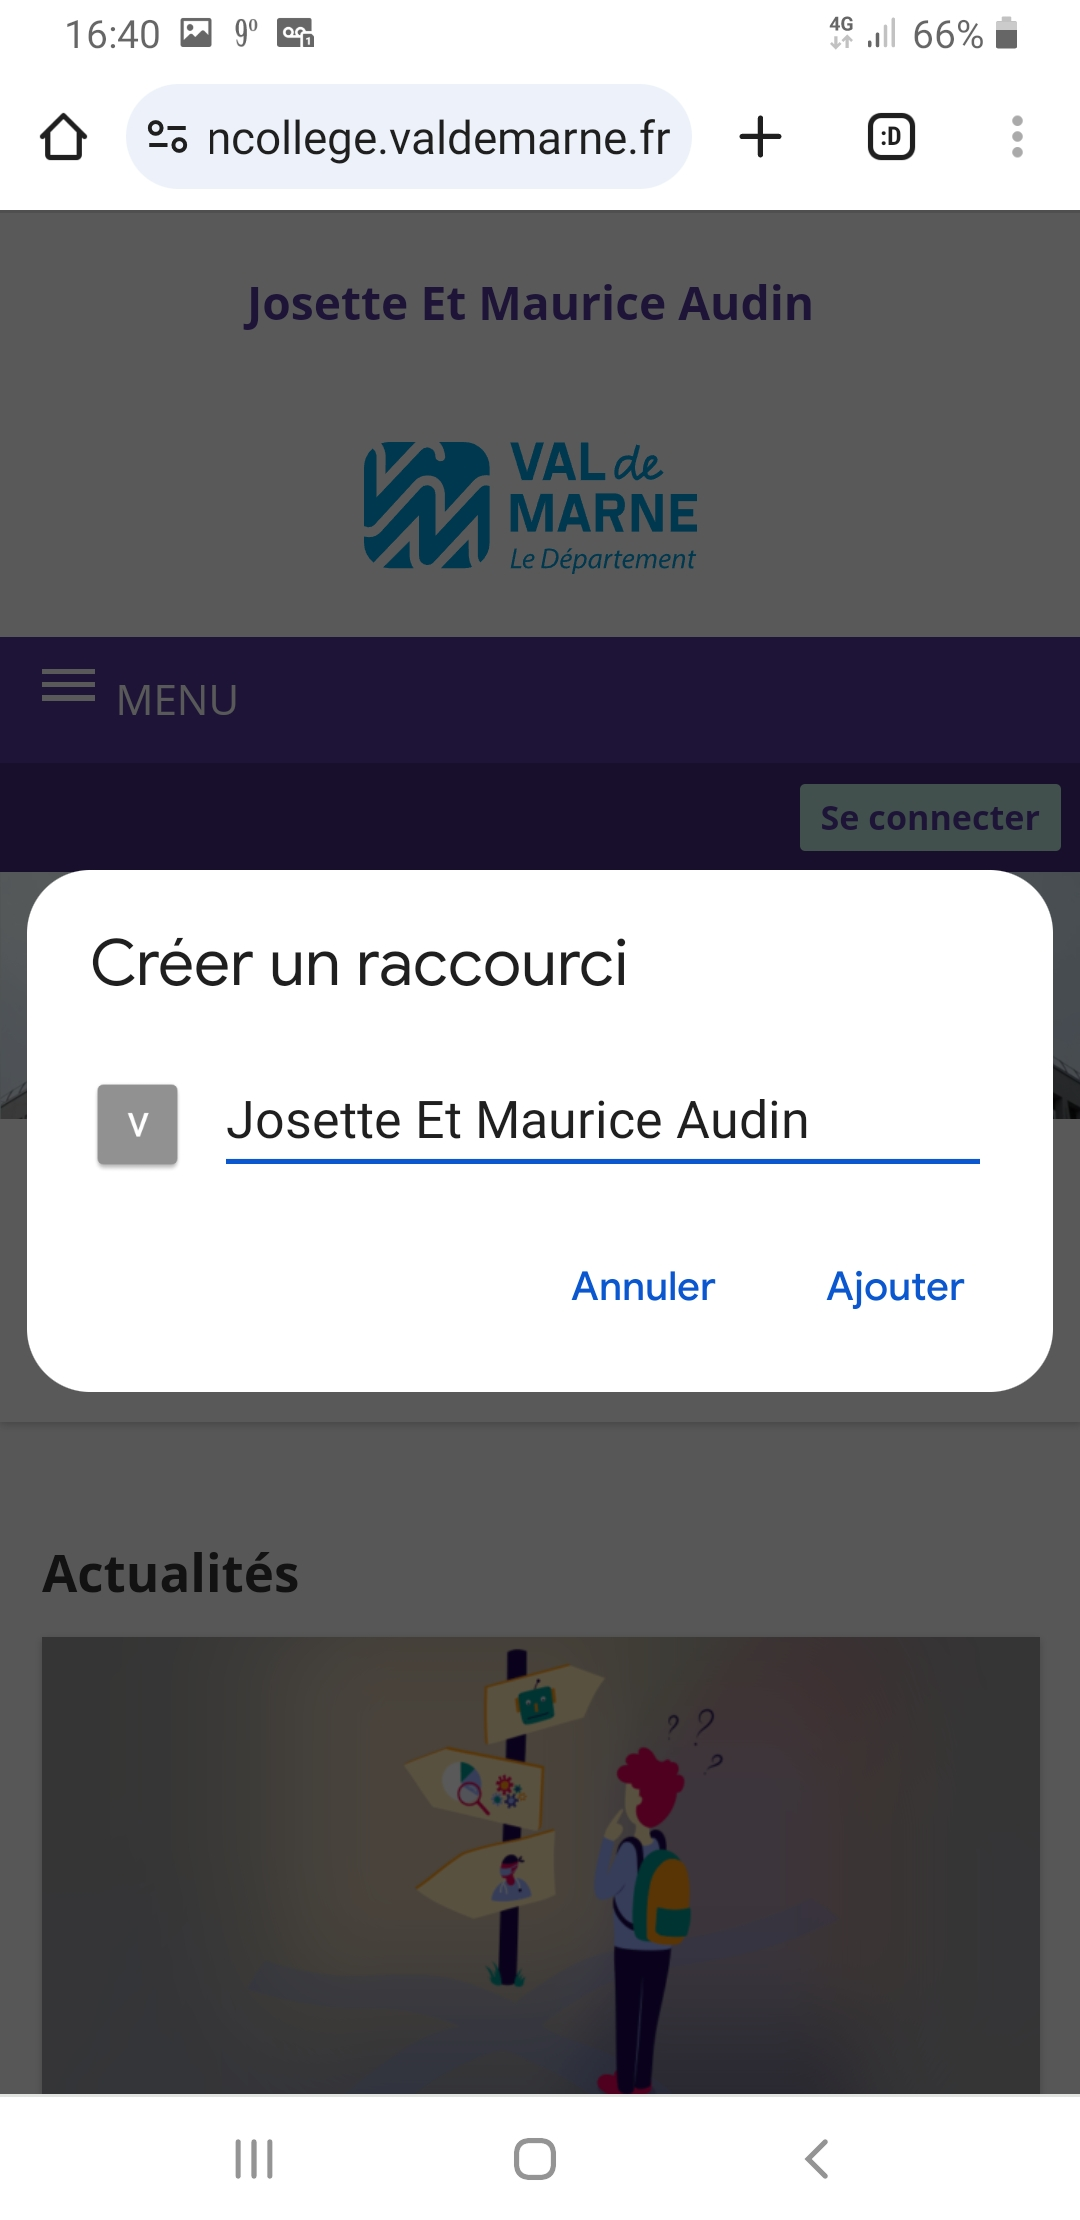 16:40 9° 4G 66%
ncollege.valdemarne.fr :D
Josette Et Maurice Audin
VAL de
MARNE
Le Département
MENU
Se connecter
Créer un raccourci
V Josette Et Maurice Audin
Annuler Ajouter
Actualités
? ? ?